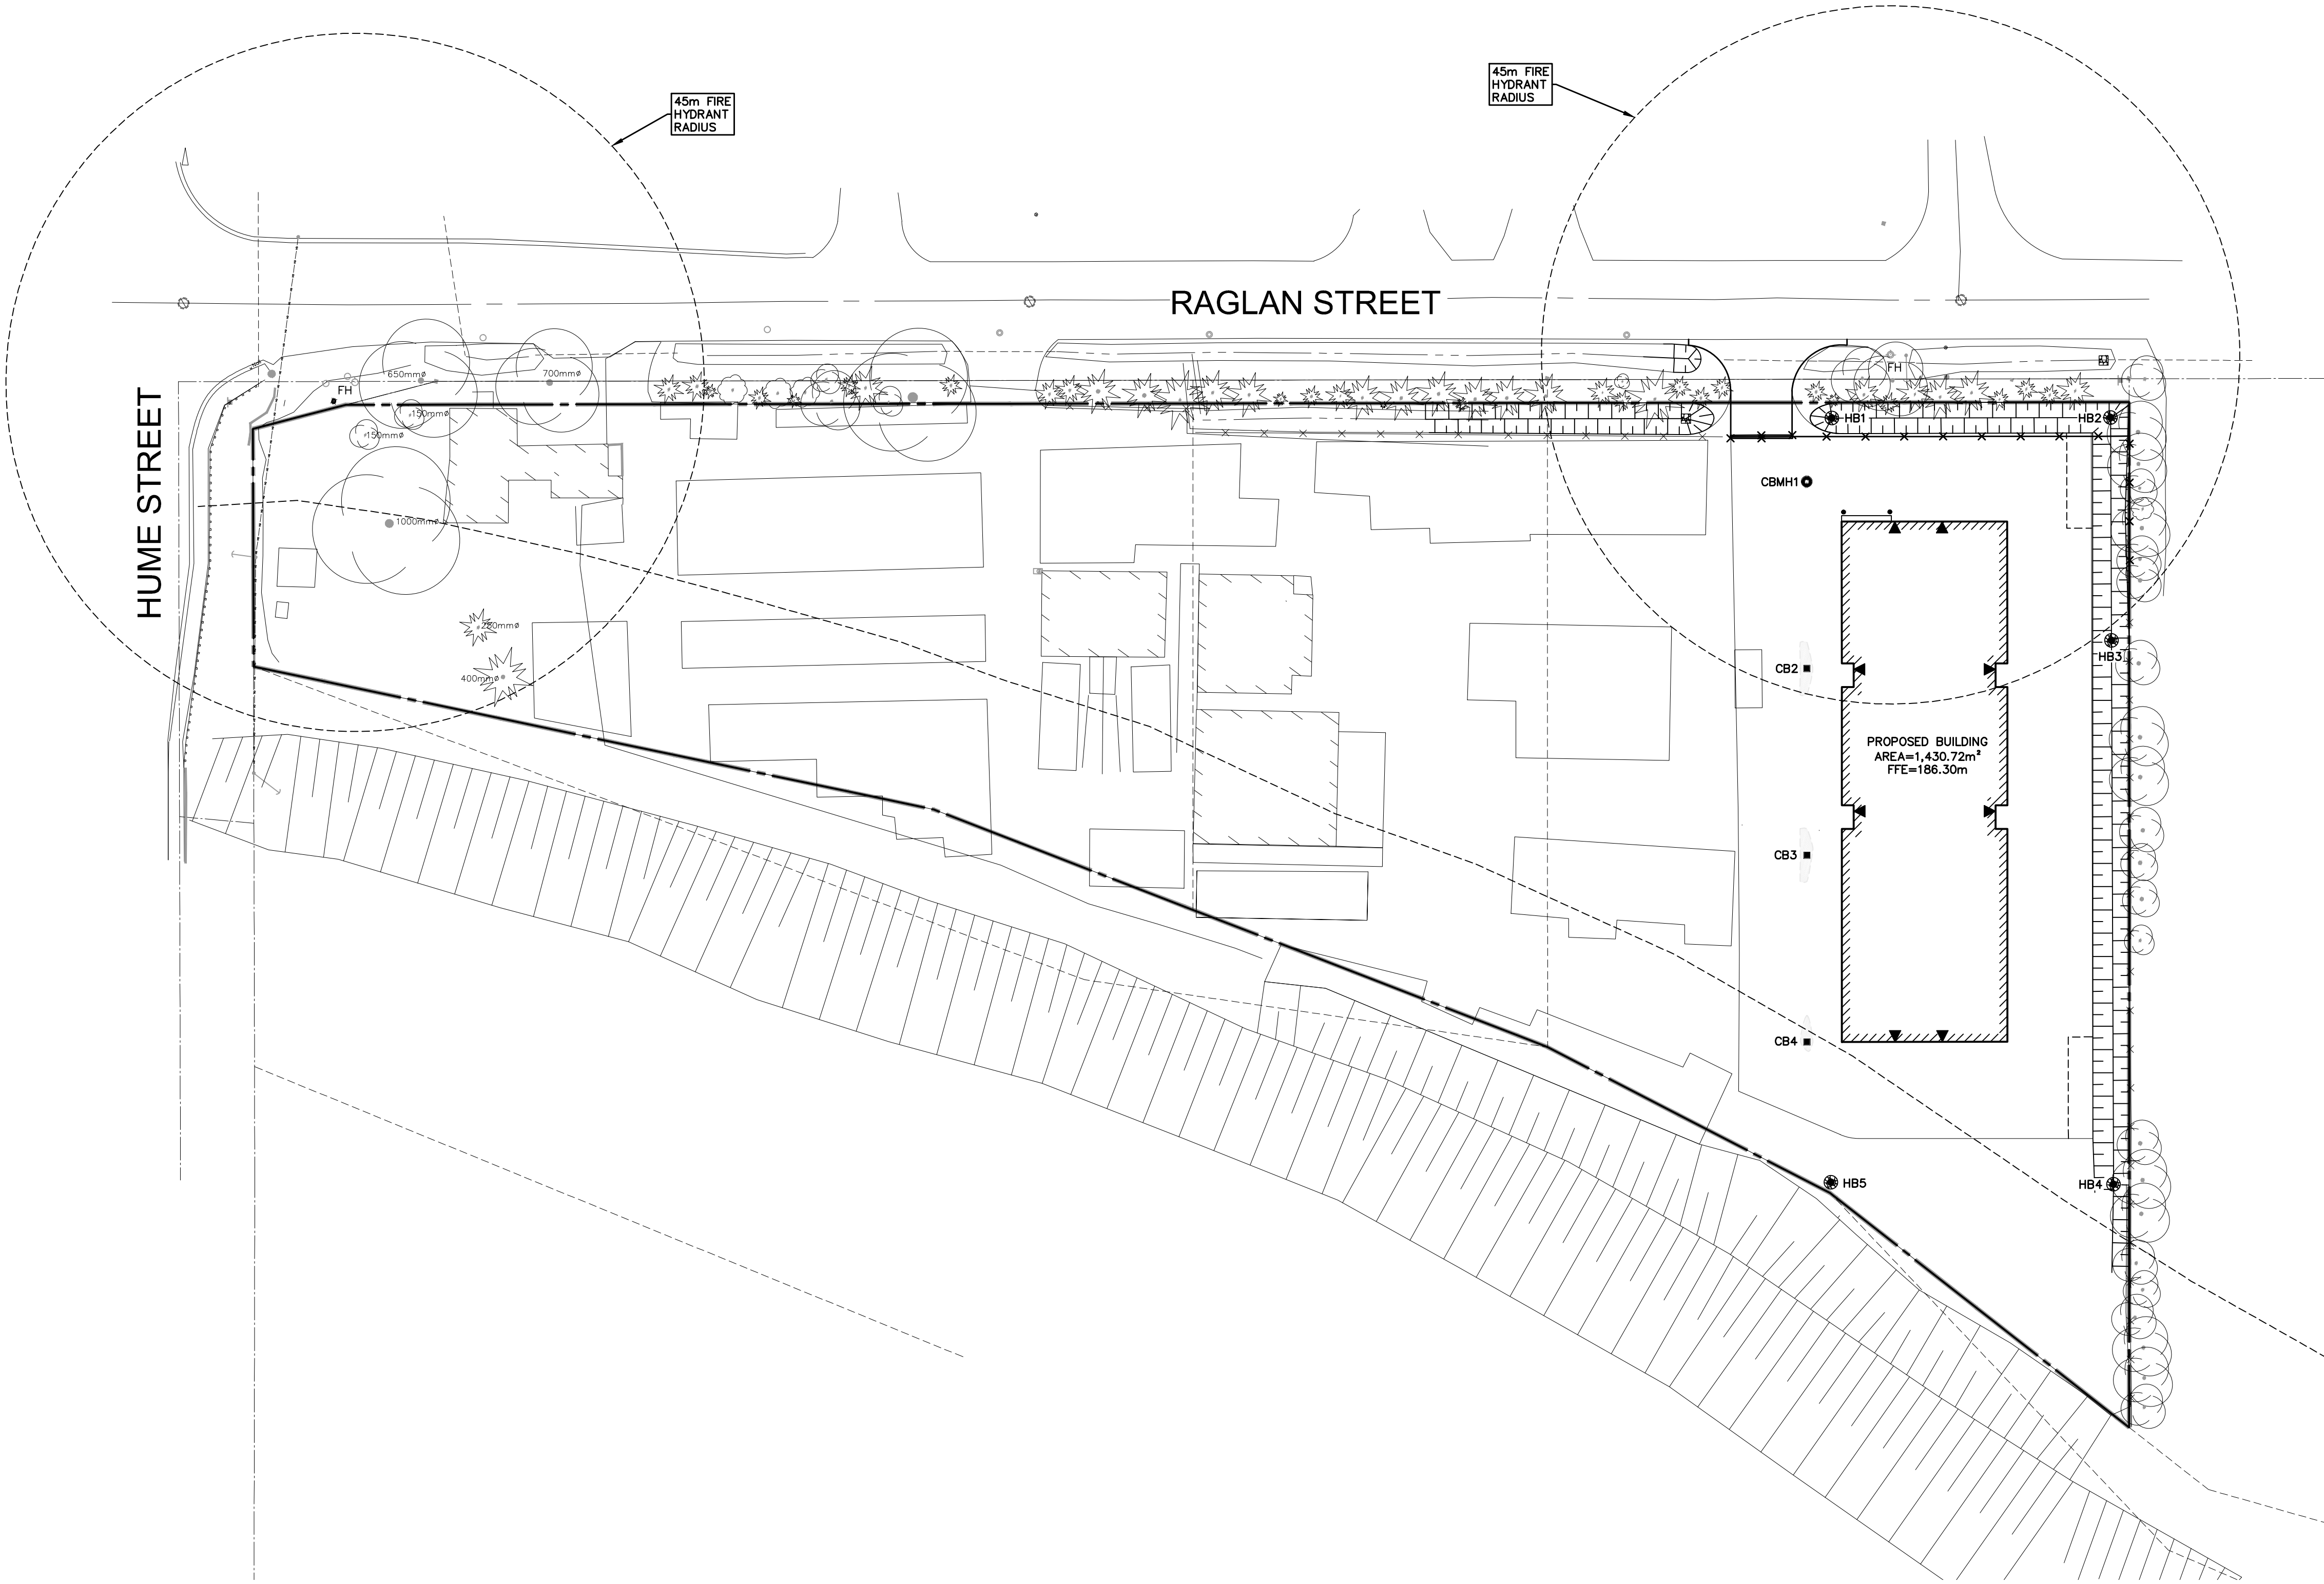 45m FIRE
HYDRANT
RADIUS
45m FIRE
HYDRANT
RADIUS
RAGLAN STREET
HUME STREET
650mmø
700mmø
FH
FH
150mmø
150mmø
HB1
HB2
CBMH1
1000mmø
250mmø
HB3
CB2
400mmø
PROPOSED BUILDING
AREA=1,430.72m²
FFE=186.30m
CB3
CB4
HB5
HB4